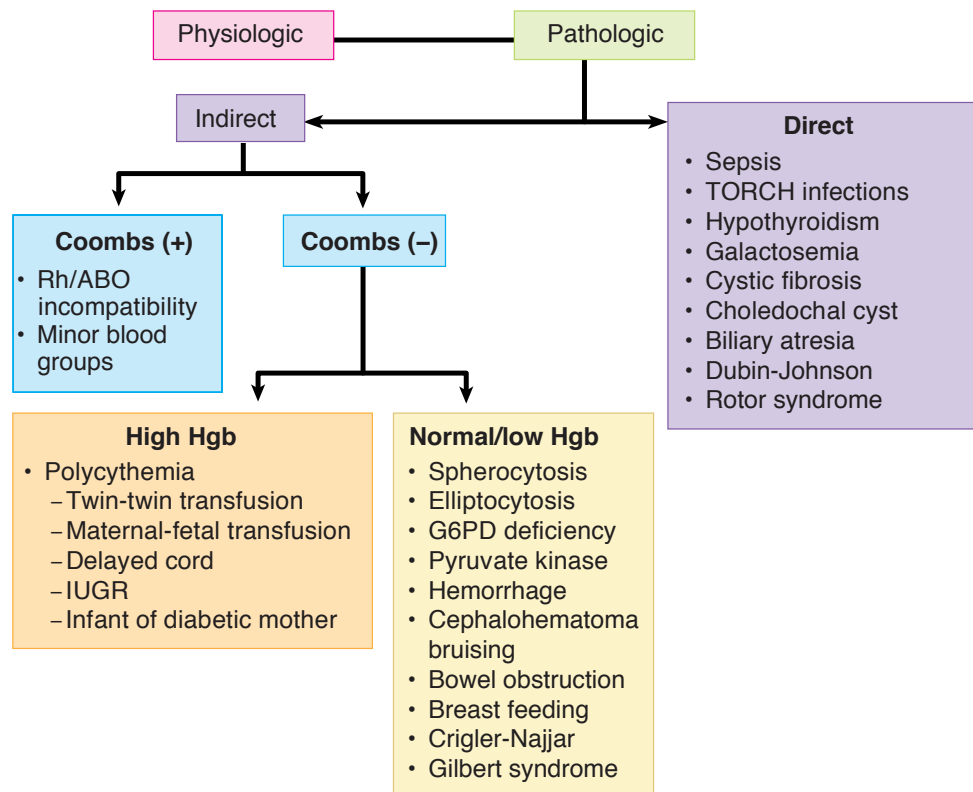 Physiologic
Pathologic
Indirect
Direct
• Sepsis
• TORCH infections
• Hypothyroidism
• Galactosemia
• Cystic fibrosis
• Choledochal cyst
• Biliary atresia
• Dubin-Johnson
• Rotor syndrome
Coombs (+)
• Rh/ABO
incompatibility
• Minor blood
groups
Coombs (–)
High Hgb
• Polycythemia
– Twin-twin transfusion
– Maternal-fetal transfusion
– Delayed cord
– IUGR
– Infant of diabetic mother
Normal/low Hgb
• Spherocytosis
• Elliptocytosis
• G6PD deficiency
• Pyruvate kinase
• Hemorrhage
• Cephalohematoma
bruising
• Bowel obstruction
• Breast feeding
• Crigler-Najjar
• Gilbert syndrome